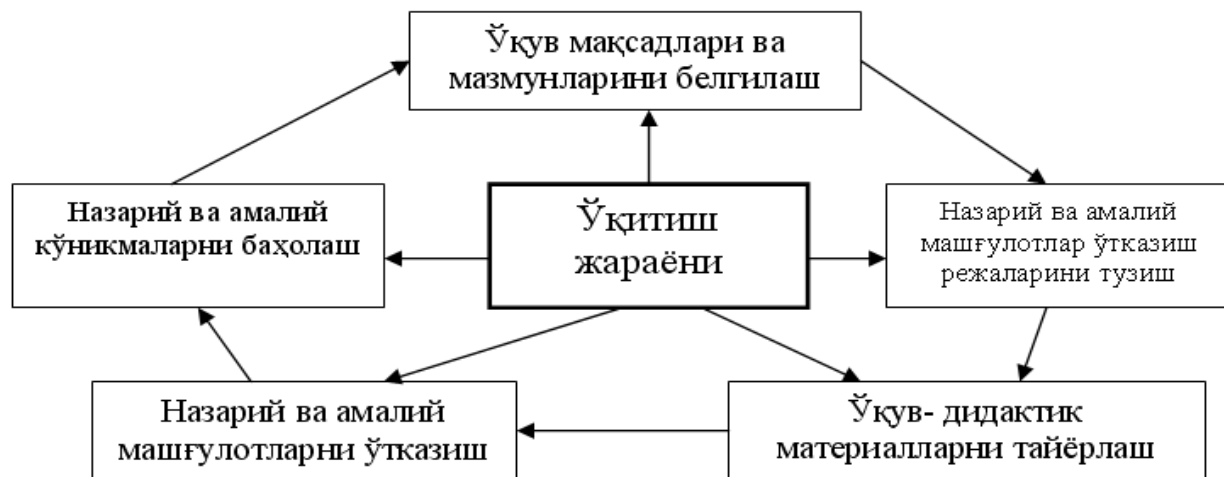 Ўқув мақсадлари ва
мазмунларини белгилаш
Назарий ва амалий
кўникмаларни баҳолаш
Ўқитиш
жараёни
Назарий ва амалий
машғулотлар ўтказиш
режаларини тузиш
Назарий ва амалий
машғулотларни ўтказиш
Ўқув- дидактик
материалларни тайёрлаш